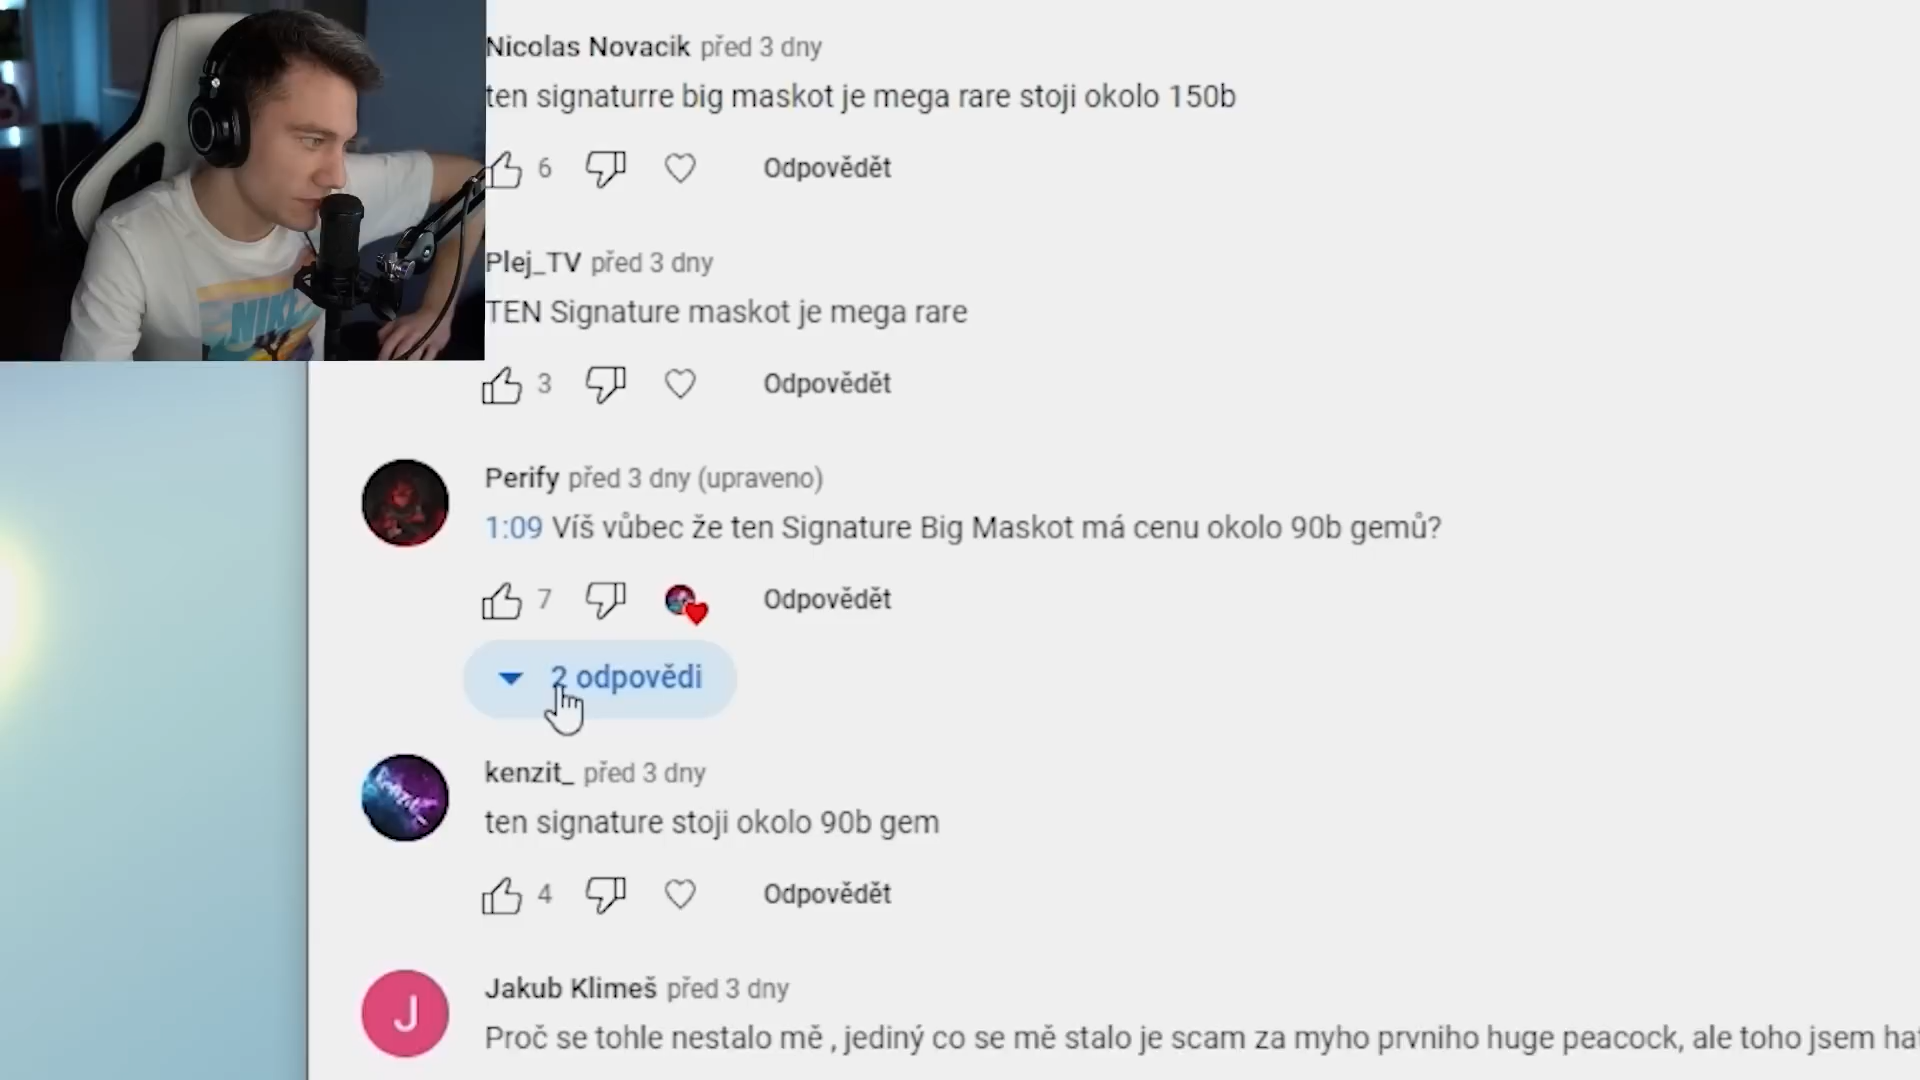 Nicolas Novacik před 3 dny
ten signaturre big maskot je mega rare stoji okolo 150b
6 Odpovědět
Plej_TV před 3 dny
TEN Signature maskot je mega rare
3 Odpovědět
Perify před 3 dny (upraveno)
1:09 Víš vůbec že ten Signature Big Maskot má cenu okolo 90b gemů?
7 Odpovědět
2 odpovědi
kenzit_ před 3 dny
ten signature stoji okolo 90b gem
4 Odpovědět
Jakub Klimeš před 3 dny
J
Proč se tohle nestalo mě , jediný co se mě stalo je scam za myho prvniho huge peacock, ale toho jsem
NIKE
kenzit_